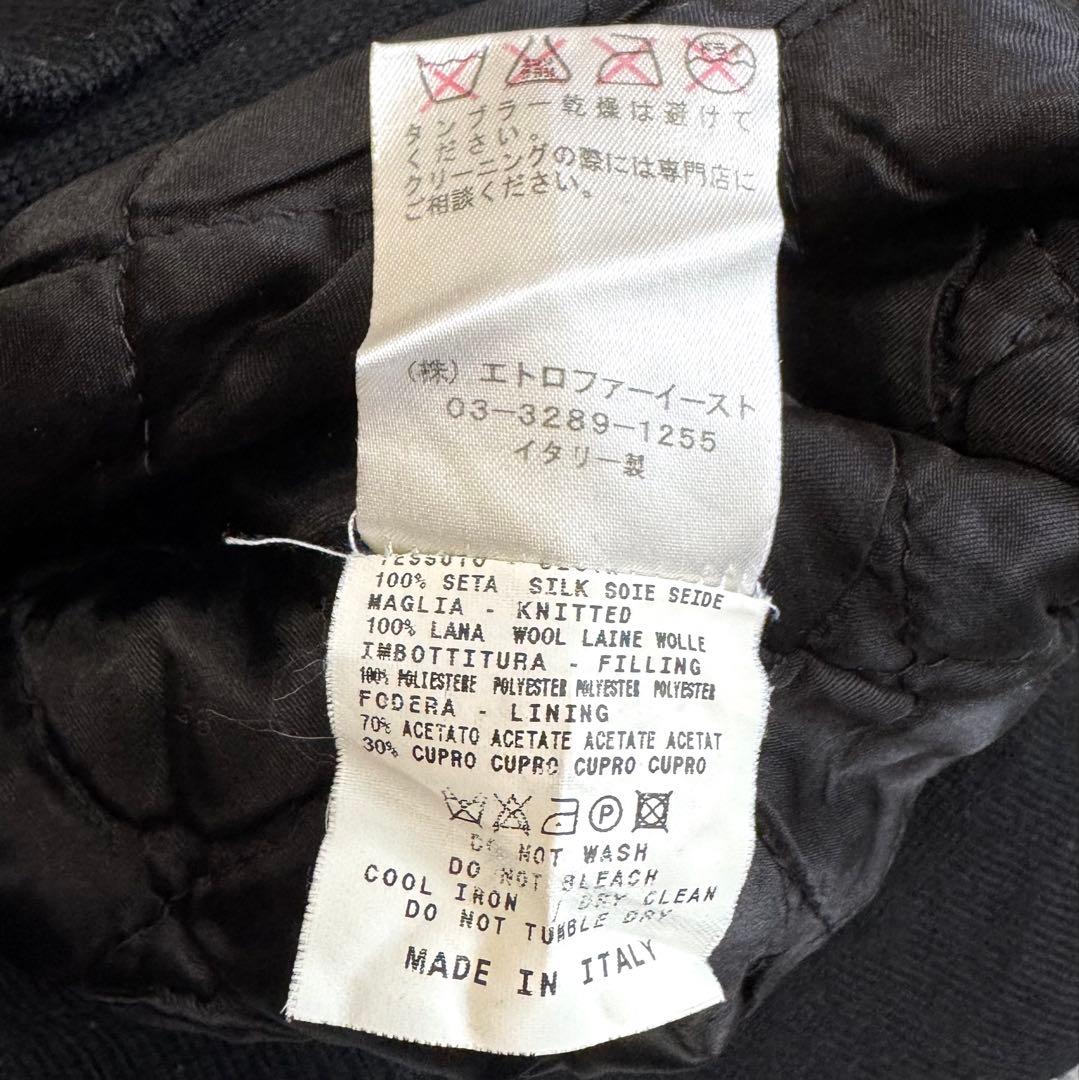 ドライ
タンブラー乾燥は避けて
ください。
クリーニングの際には専門店に
ご相談ください。
(株)エトロファーイースト
03-3289-1255
イタリー製
TESSUTO -
100% SETA SILK SOIE SEIDE
MAGLIA - KNITTED
100% LANA WOOL LAINE WOLLE
IMBOTTITURA - FILLING
100% POLIESTERE POLYESTER POLYESTER POLYESTER
FODERA - LINING
70% ACETATO ACETATE ACETATE ACETAT
30% CUPRO CUPRO CUPRO CUPRO
P
DO NOT WASH
DO NOT BLEACH
COOL IRON / DRY CLEAN
DO NOT TUMBLE DRY
MADE IN ITALY